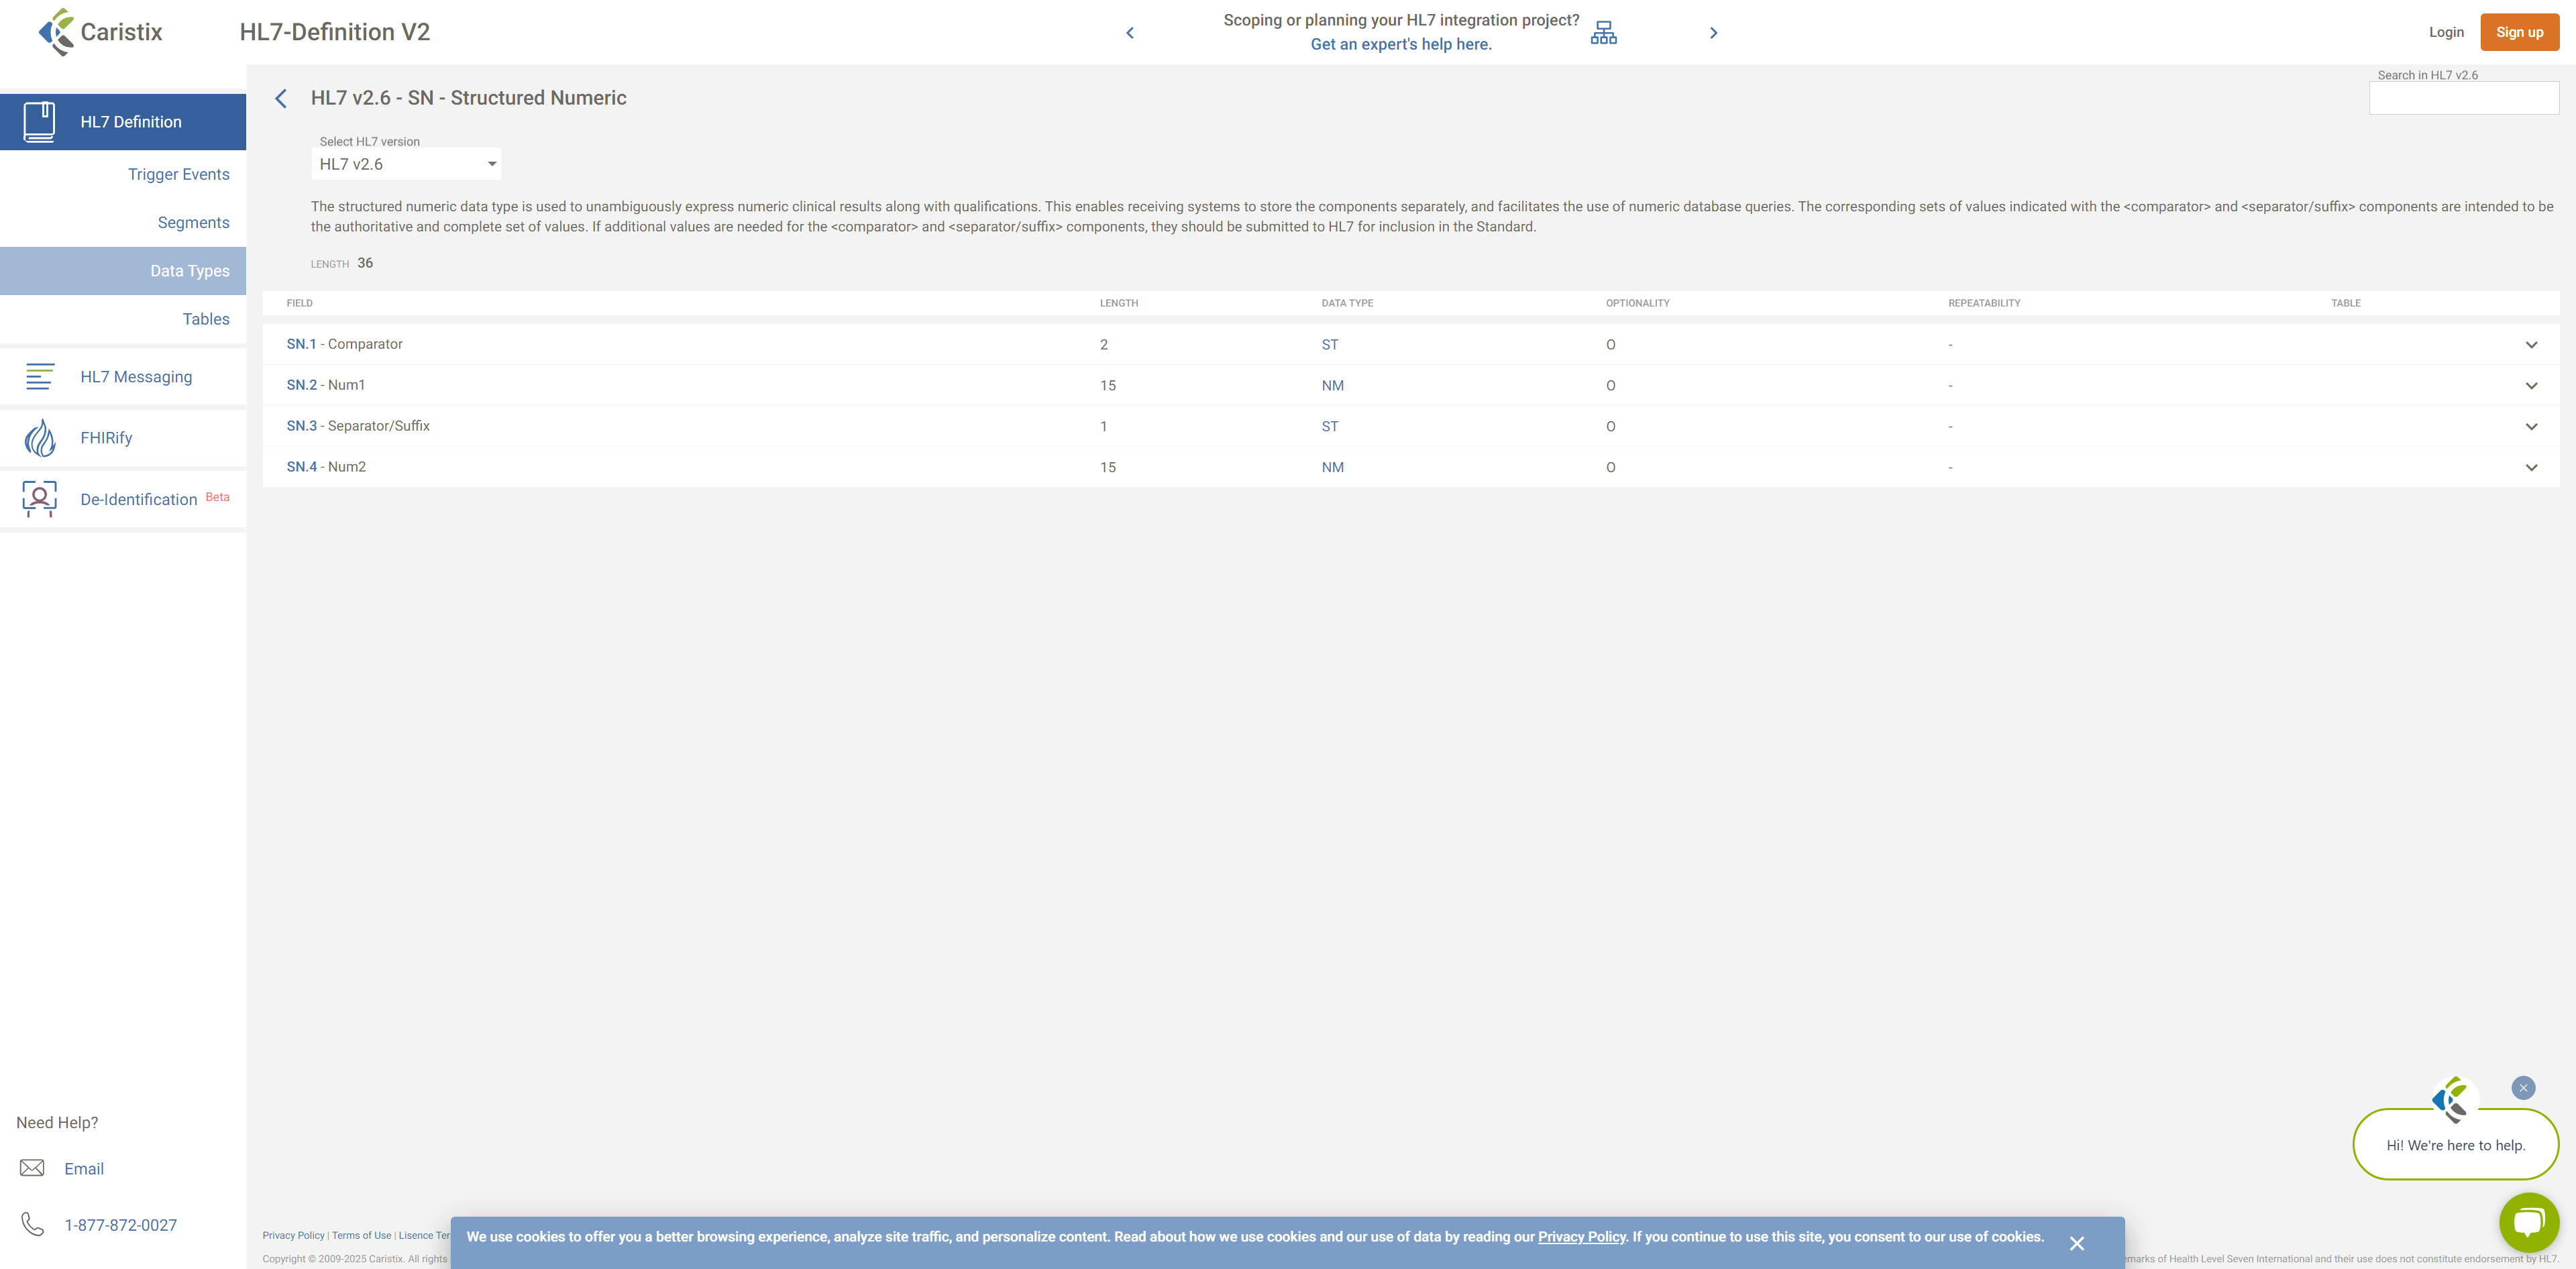 Caristix
HL7-Definition V2
Scoping or planning your HL7 integration project?
Get an expert's help here.
Login
Sign up
HL7 Definition
Trigger Events
Segments
Data Types
Tables
HL7 Messaging
FHIRify
De-Identification Beta
Need Help?
Email
1-877-872-0027
HL7 v2.6 - SN - Structured Numeric
Search in HL7 v2.6
Select HL7 version
HL7 v2.6
The structured numeric data type is used to unambiguously express numeric clinical results along with qualifications. This enables receiving systems to store the components separately, and facilitates the use of numeric database queries. The corresponding sets of values indicated with the <comparator> and <separator/suffix> components are intended to be
the authoritative and complete set of values. If additional values are needed for the <comparator> and <separator/suffix> components, they should be submitted to HL7 for inclusion in the Standard.
LENGTH 36
FIELD LENGTH DATA TYPE OPTIONALITY REPEATABILITY TABLE
SN.1 - Comparator 2 ST O -
SN.2 - Num1 15 NM O -
SN.3 - Separator/Suffix 1 ST O -
SN.4 - Num2 15 NM O -
Hi! We're here to help.
Privacy Policy | Terms of Use | Lisence Ter
We use cookies to offer you a better browsing experience, analyze site traffic, and personalize content. Read about how we use cookies and our use of data by reading our Privacy Policy. If you continue to use this site, you consent to our use of cookies.
Copyright © 2009-2025 Caristix. All rights
emarks of Health Level Seven International and their use does not constitute endorsement by HL7.